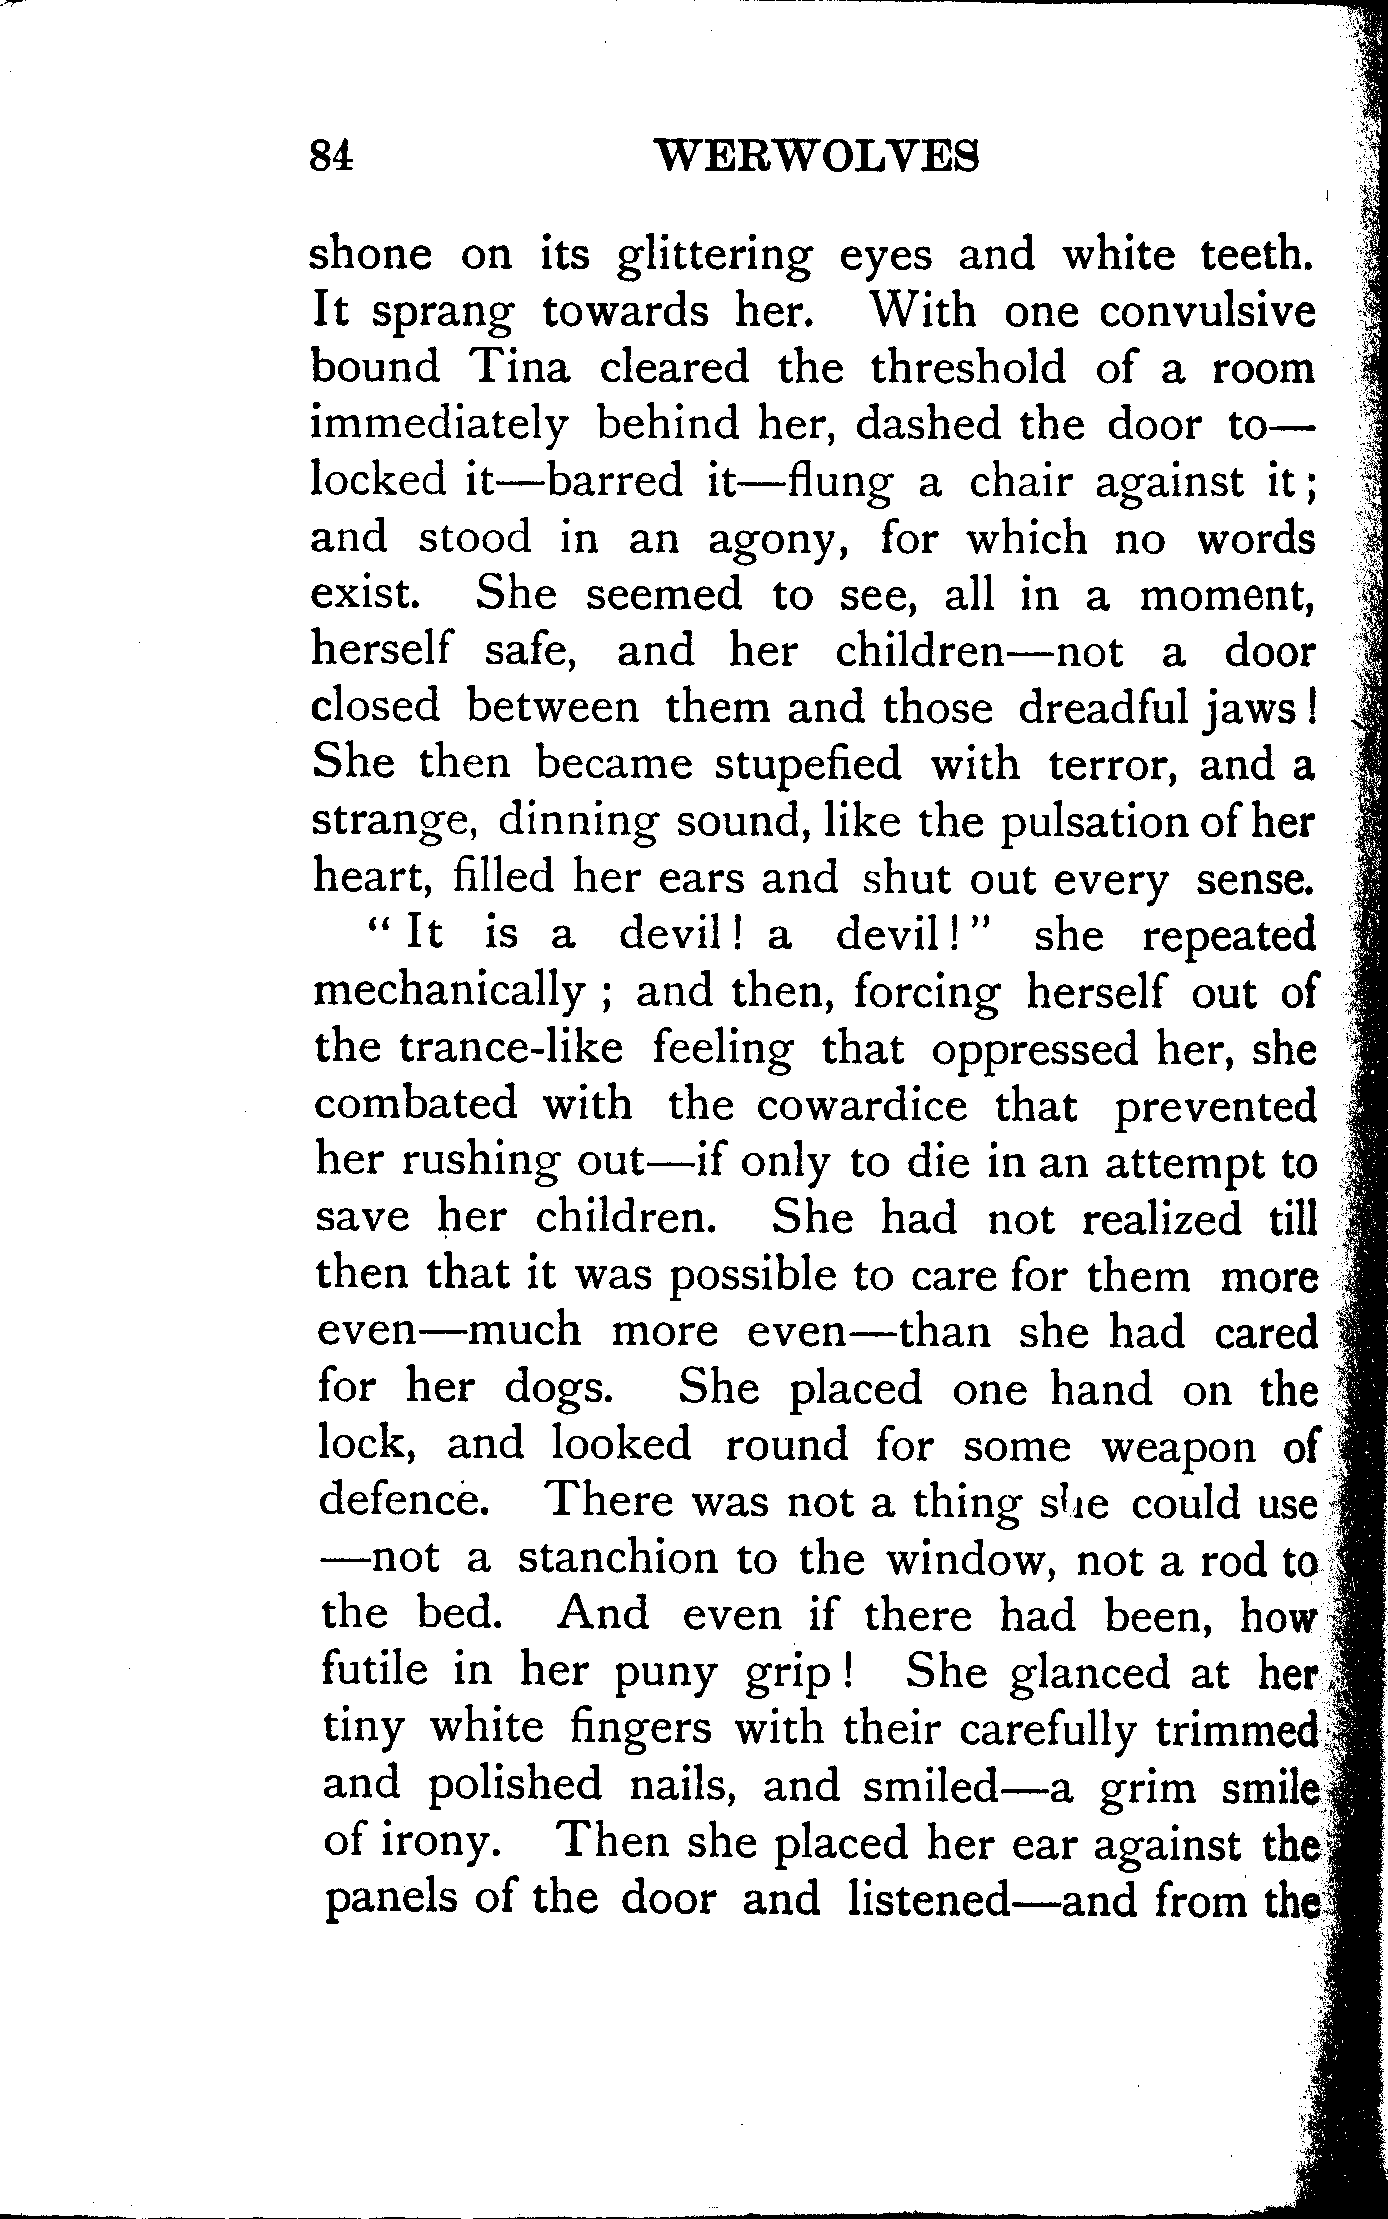 84 WERWOLVES
shone on its glittering eyes and white teeth.
It sprang towards her. With one convulsive
bound Tina cleared the threshold of a room
immediately behind her, dashed the door to—
locked it—barred it—flung a chair against it;
and stood in an agony, for which no words
exist. She seemed to see, all in a moment,
herself safe, and her children—not a door
closed between them and those dreadful jaws!
She then became stupefied with terror, and a
strange, dinning sound, like the pulsation of her
heart, filled her ears and shut out every sense.
"It is a devil! a devil!" she repeated
mechanically; and then, forcing herself out of
the trance-like feeling that oppressed her, she
combated with the cowardice that prevented
her rushing out—if only to die in an attempt to
save her children. She had not realized till
then that it was possible to care for them more
even—much more even—than she had cared
for her dogs. She placed one hand on the
lock, and looked round for some weapon of
defence. There was not a thing she could use
—not a stanchion to the window, not a rod to
the bed. And even if there had been, how
futile in her puny grip! She glanced at her
tiny white fingers with their carefully trimmed
and polished nails, and smiled—a grim smile
of irony. Then she placed her ear against the
panels of the door and listened—and from the